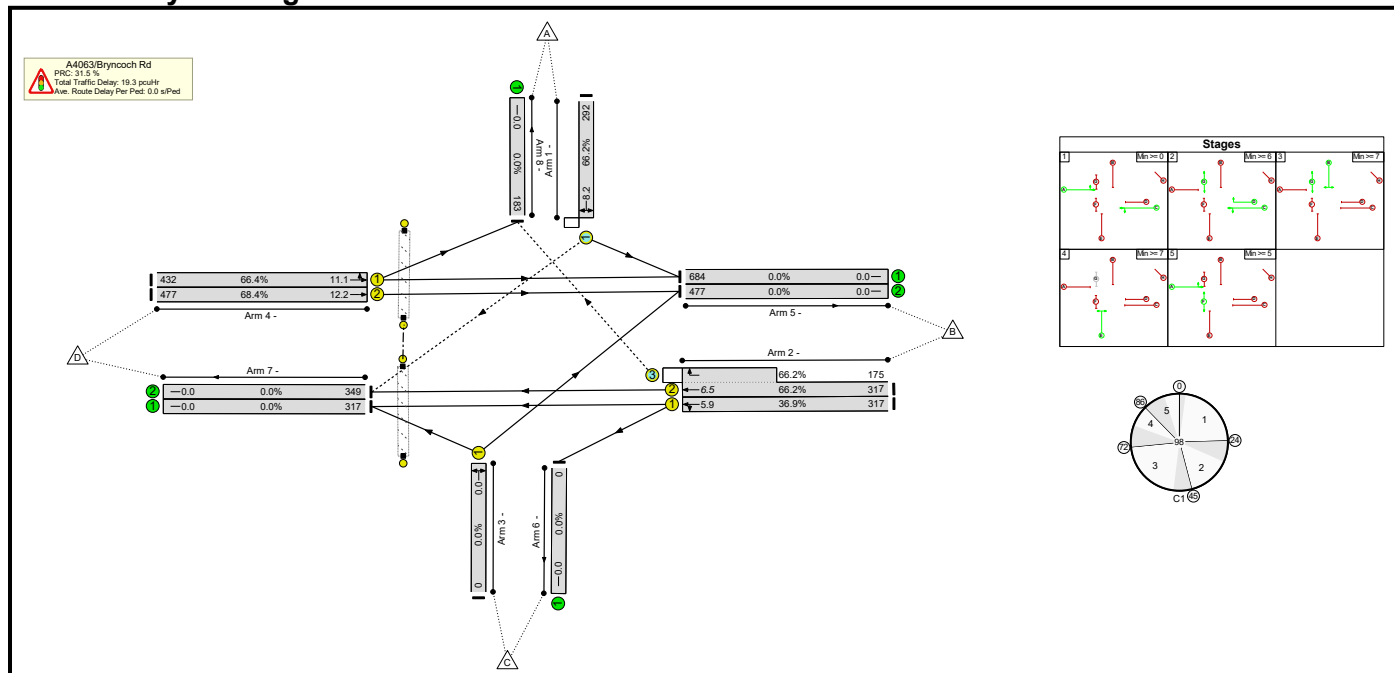 A4063/Bryncoch Rd
PRC: 31.5 %
Total Traffic Delay: 19.3 pcuHr
Ave. Route Delay Per Ped: 0.0 s/Ped
A
1
0.0 0.0% 183
Arm 8 -
Arm 1 -
292 66.2% 8.2
1
432 66.4% 11.1 1
477 68.4% 12.2 2
Arm 4 -
684 0.0% 0.0 1
477 0.0% 0.0 2
Arm 5 -
D
B
Arm 7 -
2 0.0 0.0% 349
1 0.0 0.0% 317
Arm 2 -
3 66.2% 175
2 6.5 66.2% 317
1 5.9 36.9% 317
1
0.0 0.0% 0
Arm 3 -
Arm 6 -
0 0.0% 0.0
1
C
Stages
1 Min >= 0
2 Min >= 6
3 Min >= 7
4 Min >= 7
5 Min >= 5
0
86 5 1
4 98 24
72
3 2
C1 45